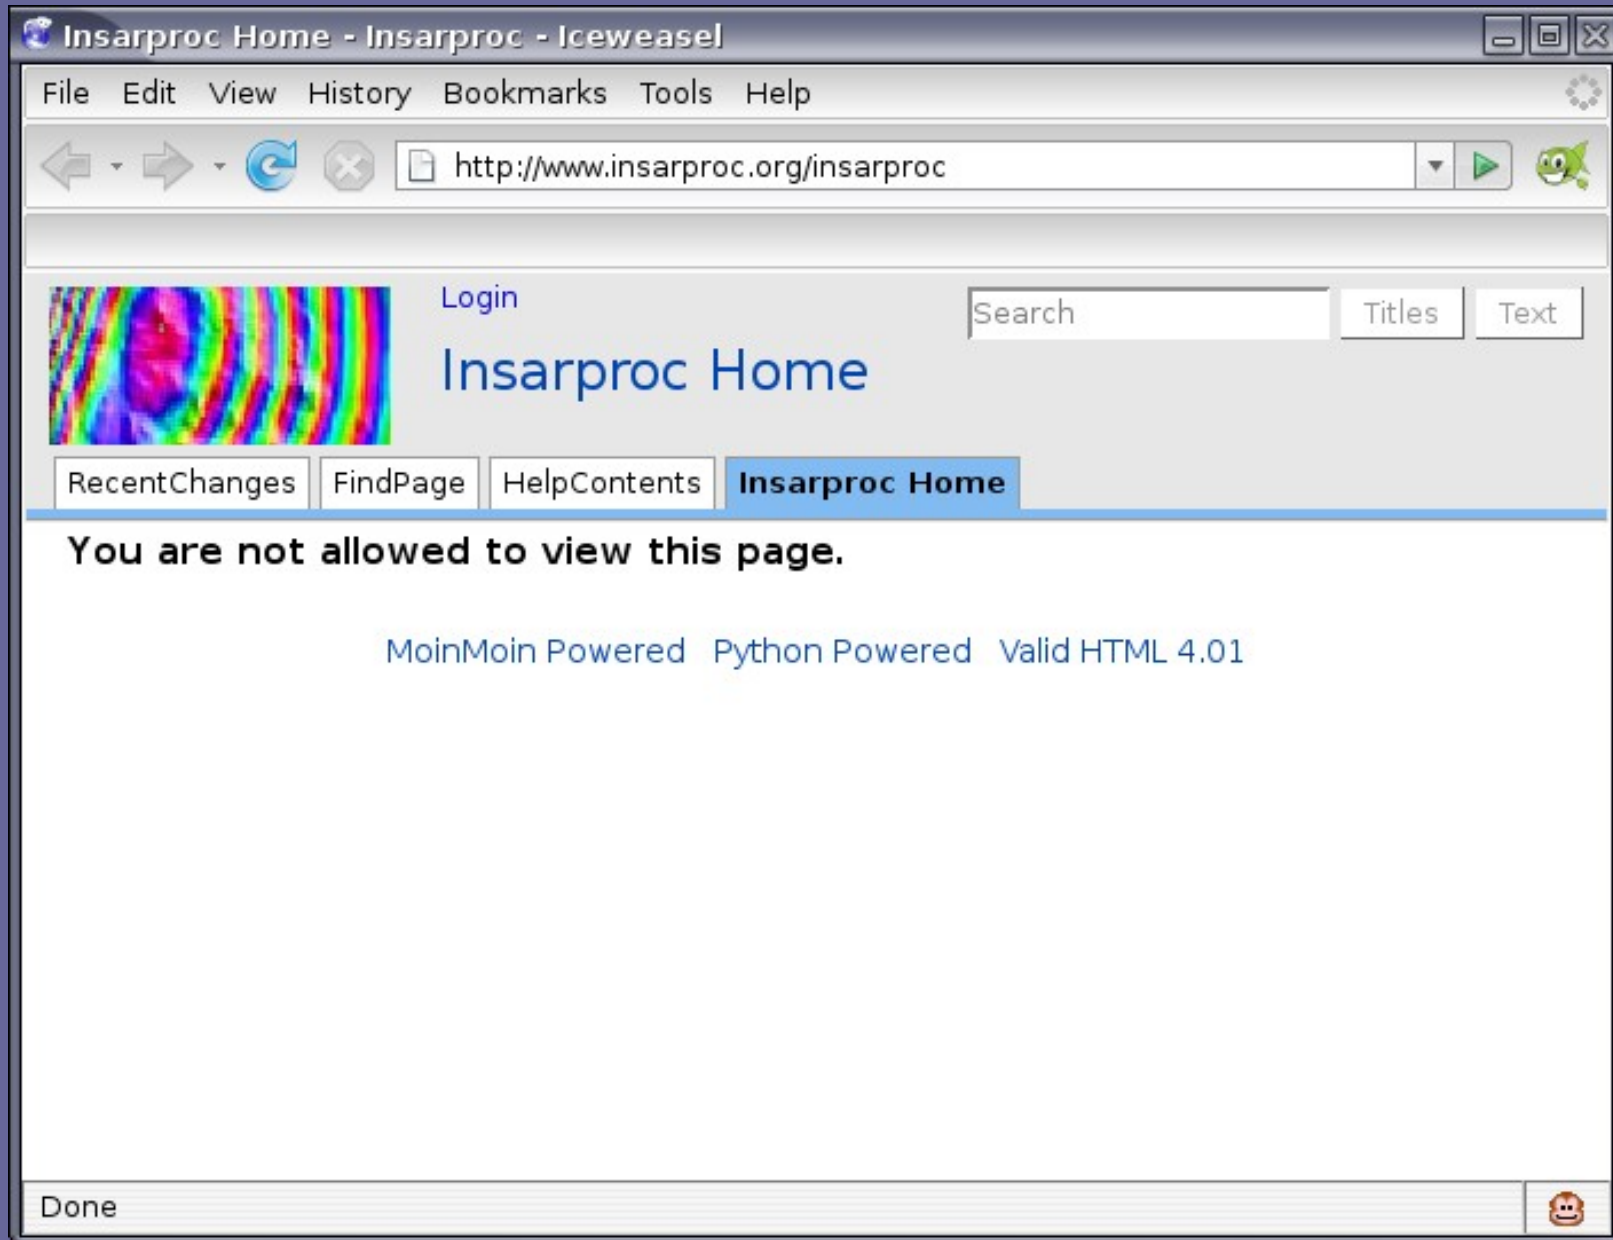 Insarproc Home - Insarproc - Iceweasel
File Edit View History Bookmarks Tools Help
http://www.insarproc.org/insarproc
Login
Search Titles Text
Insarproc Home
RecentChanges FindPage HelpContents Insarproc Home
You are not allowed to view this page.
MoinMoin Powered Python Powered Valid HTML 4.01
Done